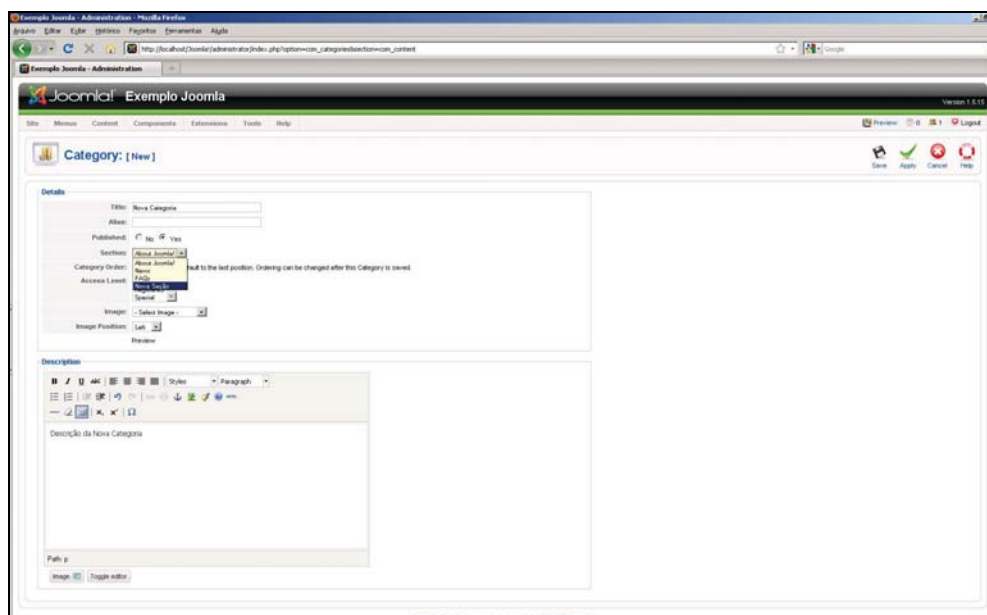 Exemplo Joomla - Administration - Mozilla Firefox
Arquivo Editar Exibir Histórico Favoritos Ferramentas Ajuda
http://localhost/Joomla/administrator/index.php?option=com_categories&section=com_content
Google
Exemplo Joomla - Administration
Joomla! Exemplo Joomla
Version 1.5.15
Site Menus Content Components Extensions Tools Help
Preview 0 1 Logout
Category: [ New ]
Save Apply Cancel Help
Details
Title: Nova Categoria
Alias:
Published: No Yes
Section: About Joomla!
About Joomla!
Category Order: fault to the last position. Ordering can be changed after this Category is saved.
News
FAQs
Access Level: Nova Seção
Special
Image: - Select Image -
Image Position: Left
Preview
Description
B I U ABC Styles Paragraph
HTML
Ω
Descrição da Nova Categoria
Path: p
Image Toggle editor